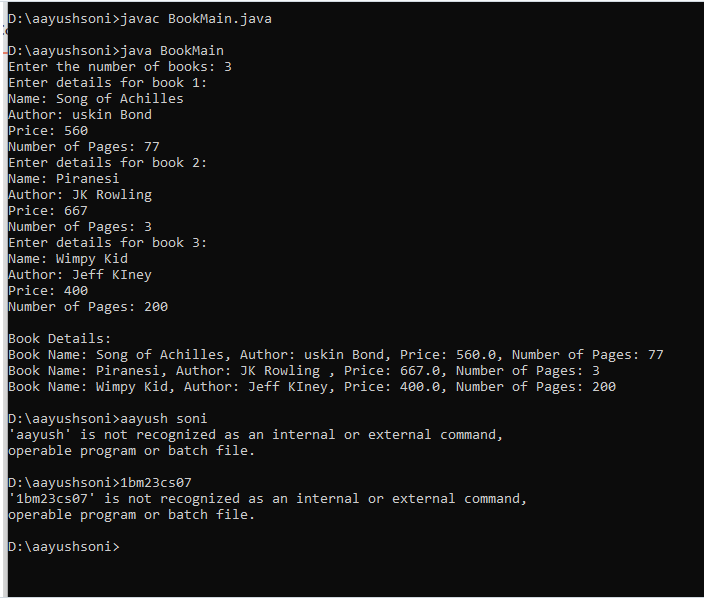 D:\aayushsoni>javac BookMain.java
D:\aayushsoni>java BookMain
Enter the number of books: 3
Enter details for book 1:
Name: Song of Achilles
Author: uskin Bond
Price: 560
Number of Pages: 77
Enter details for book 2:
Name: Piranesi
Author: JK Rowling
Price: 667
Number of Pages: 3
Enter details for book 3:
Name: Wimpy Kid
Author: Jeff KIney
Price: 400
Number of Pages: 200
Book Details:
Book Name: Song of Achilles, Author: uskin Bond, Price: 560.0, Number of Pages: 77
Book Name: Piranesi, Author: JK Rowling , Price: 667.0, Number of Pages: 3
Book Name: Wimpy Kid, Author: Jeff KIney, Price: 400.0, Number of Pages: 200
D:\aayushsoni>aayush soni
'aayush' is not recognized as an internal or external command,
operable program or batch file.
D:\aayushsoni>1bm23cs07
'1bm23cs07' is not recognized as an internal or external command,
operable program or batch file.
D:\aayushsoni>